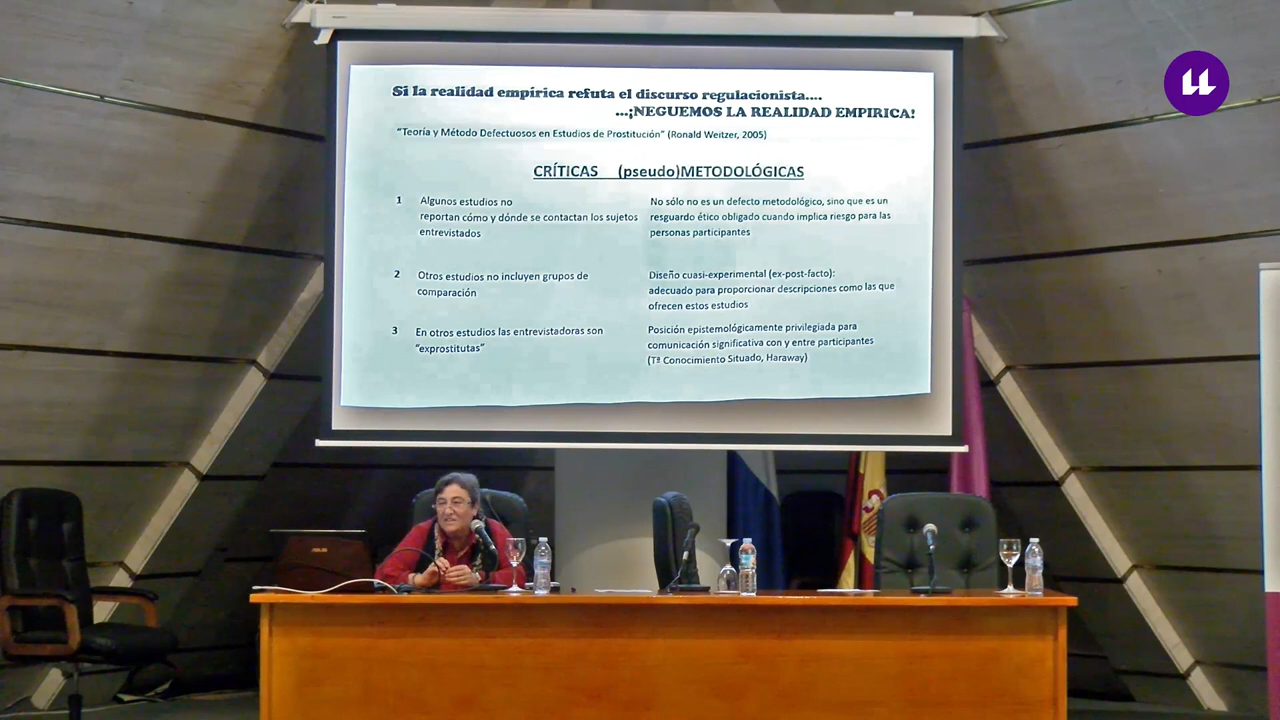 Si la realidad empírica refuta el discurso regulacionista....
...¡NEGUEMOS LA REALIDAD EMPIRICA!
"Teoría y Método Defectuosos en Estudios de Prostitución" (Ronald Weitzer, 2005)
CRÍTICAS (pseudo)METODOLÓGICAS
1 Algunos estudios no
reportan cómo y dónde se contactan los sujetos
entrevistados
No sólo no es un defecto metodológico, sino que es un
resguardo ético obligado cuando implica riesgo para las
personas participantes
2 Otros estudios no incluyen grupos de
comparación
Diseño cuasi-experimental (ex-post-facto):
adecuado para proporcionar descripciones como las que
ofrecen estos estudios
3 En otros estudios las entrevistadoras son
"exprostitutas"
Posición epistemológicamente privilegiada para
comunicación significativa con y entre participantes
(Tª Conocimiento Situado, Haraway)
ASUS